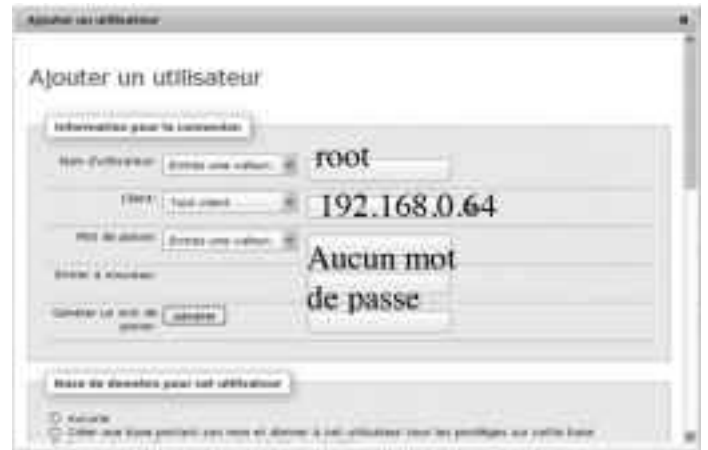 Ajouter un utilisateur
Ajouter un utilisateur
Information pour la connexion
Nom d'utilisateur: Entrez une valeur: root
Client: Tout client 192.168.0.64
Mot de passe: Entrez une valeur: Aucun mot
Entrer à nouveau: de passe
Générer un mot de passe: Générer
Base de données pour cet utilisateur
Aucune
Créer une base portant son nom et donner à cet utilisateur tous les privilèges sur cette base